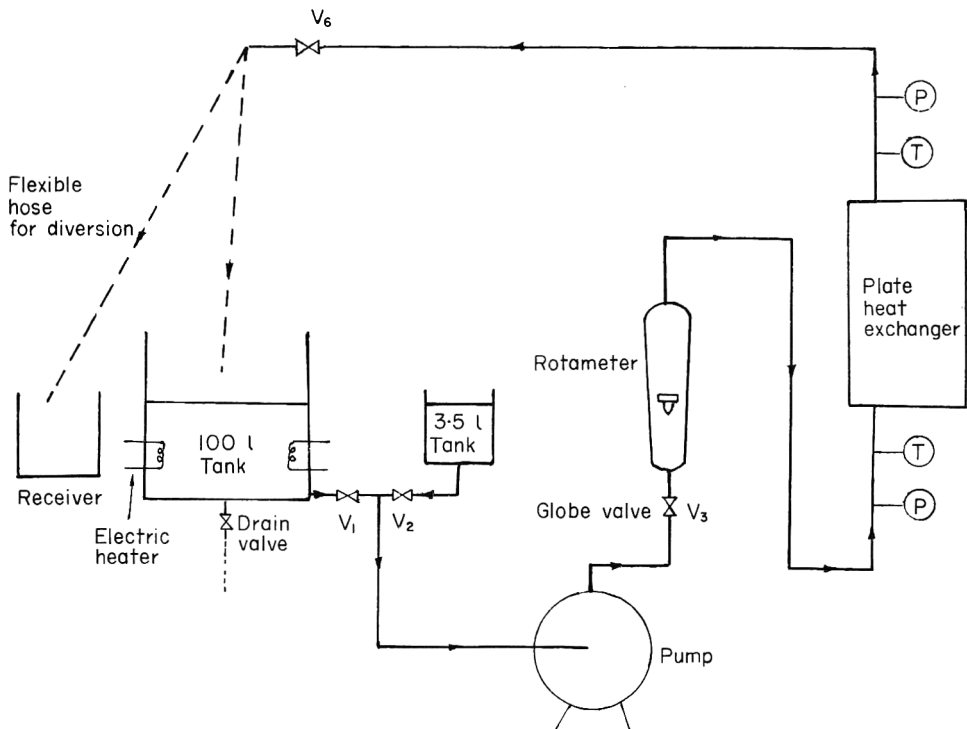 V₆
P
T
Flexible
hose
for diversion
Plate
heat
exchanger
Rotameter
3·5 l
Tank
100 l
Tank
T
Receiver
Globe valve
V₃
P
V₁
V₂
Drain
valve
Electric
heater
Pump